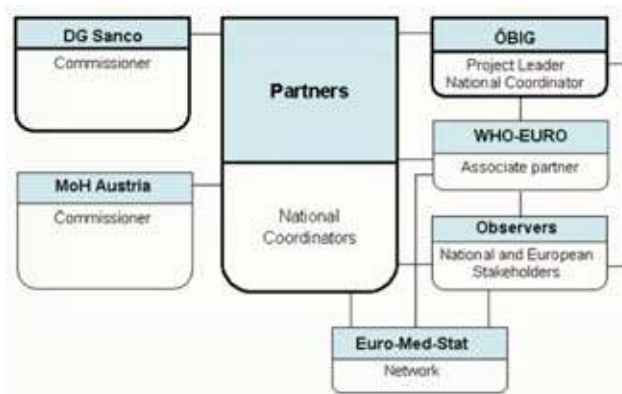 DG Sanco
Commissioner
MoH Austria
Commissioner
Partners
National
Coordinators
ÖBIG
Project Leader
National Coordinator
WHO-EURO
Associate partner
Observers
National and European
Stakeholders
Euro-Med-Stat
Network